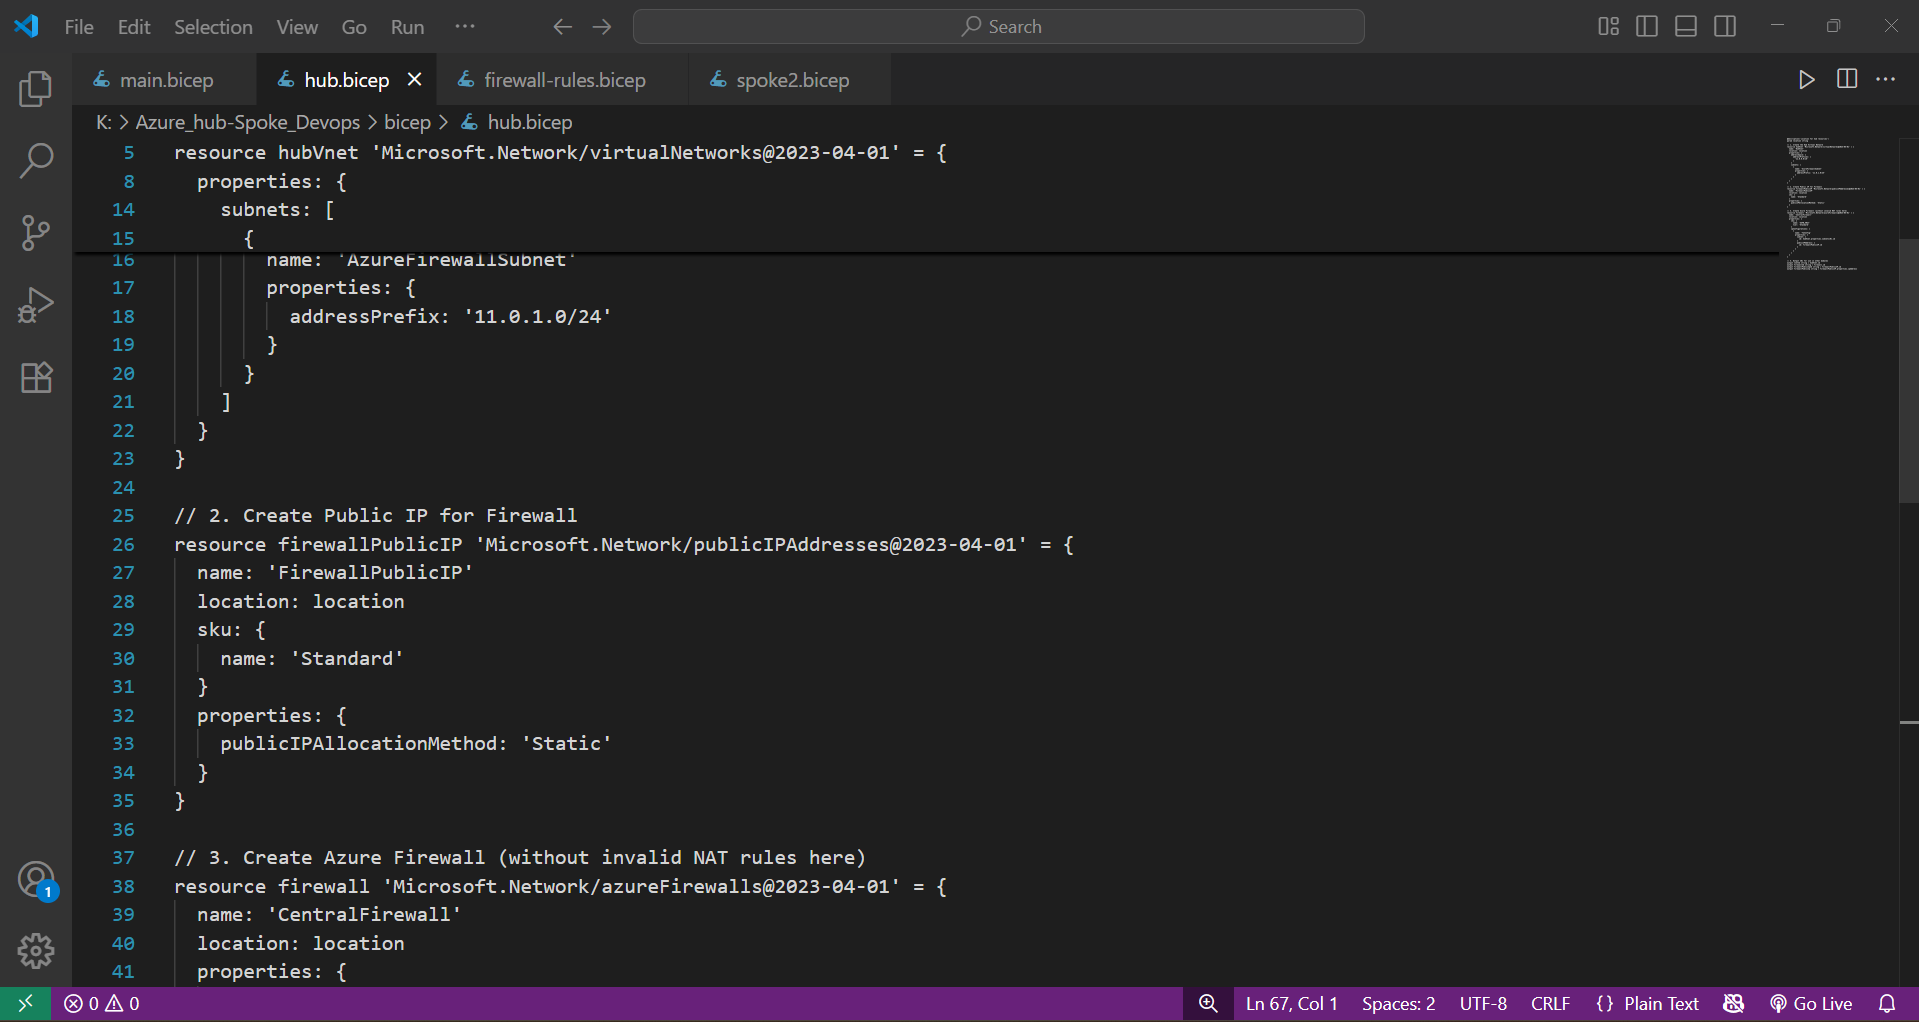 File Edit Selection View Go Run ··· Search
main.bicep hub.bicep firewall-rules.bicep spoke2.bicep
K: > Azure_hub-Spoke_Devops > bicep > hub.bicep
5 resource hubVnet 'Microsoft.Network/virtualNetworks@2023-04-01' = {
8 properties: {
14 subnets: [
15 {
16 name: 'AzureFirewallSubnet'
17 properties: {
18 addressPrefix: '11.0.1.0/24'
19 }
20 }
21 ]
22 }
23 }
24
25 // 2. Create Public IP for Firewall
26 resource firewallPublicIP 'Microsoft.Network/publicIPAddresses@2023-04-01' = {
27 name: 'FirewallPublicIP'
28 location: location
29 sku: {
30 name: 'Standard'
31 }
32 properties: {
33 publicIPAllocationMethod: 'Static'
34 }
35 }
36
37 // 3. Create Azure Firewall (without invalid NAT rules here)
38 resource firewall 'Microsoft.Network/azureFirewalls@2023-04-01' = {
39 name: 'CentralFirewall'
40 location: location
41 properties: {
1
0 0 Ln 67, Col 1 Spaces: 2 UTF-8 CRLF {} Plain Text Go Live